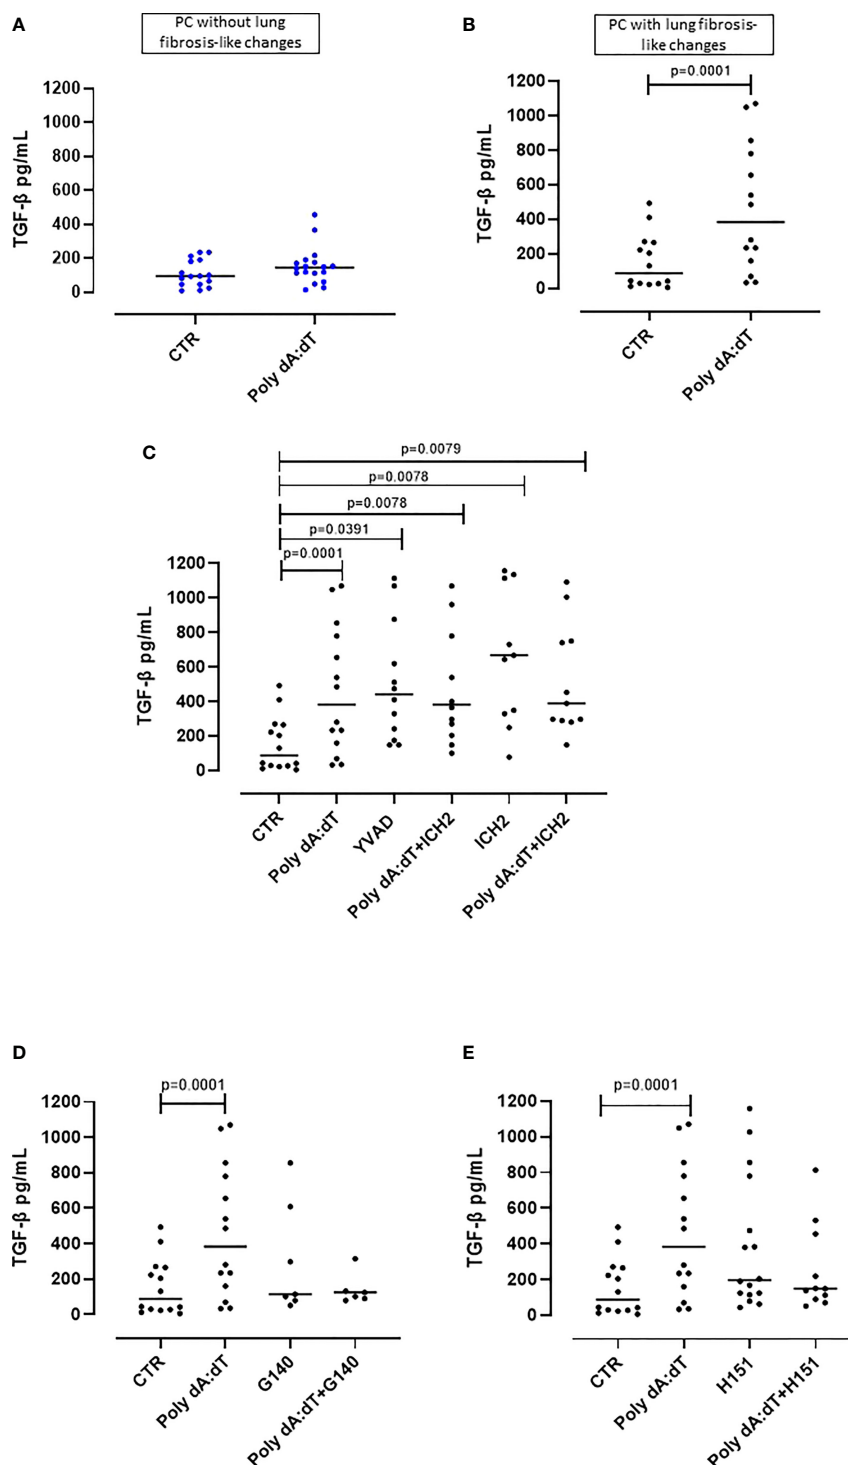 A
PC without lung
fibrosis-like changes
1200
1000
800
600
400
200
0
TGF-β pg/mL
CTR
Poly dA:dT
B
PC with lung fibrosis-
like changes
p=0.0001
1200
1000
800
600
400
200
0
TGF-β pg/mL
CTR
Poly dA:dT
C
p=0.0079
p=0.0078
p=0.0078
p=0.0391
p=0.0001
1200
1000
800
600
400
200
0
TGF-β pg/mL
CTR
Poly dA:dT
YVAD
Poly dA:dT+ICH2
ICH2
Poly dA:dT+ICH2
D
p=0.0001
1200
1000
800
600
400
200
0
TGF-β pg/mL
CTR
Poly dA:dT
G140
Poly dA:dT+G140
E
p=0.0001
1200
1000
800
600
400
200
0
TGF-β pg/mL
CTR
Poly dA:dT
H151
Poly dA:dT+H151